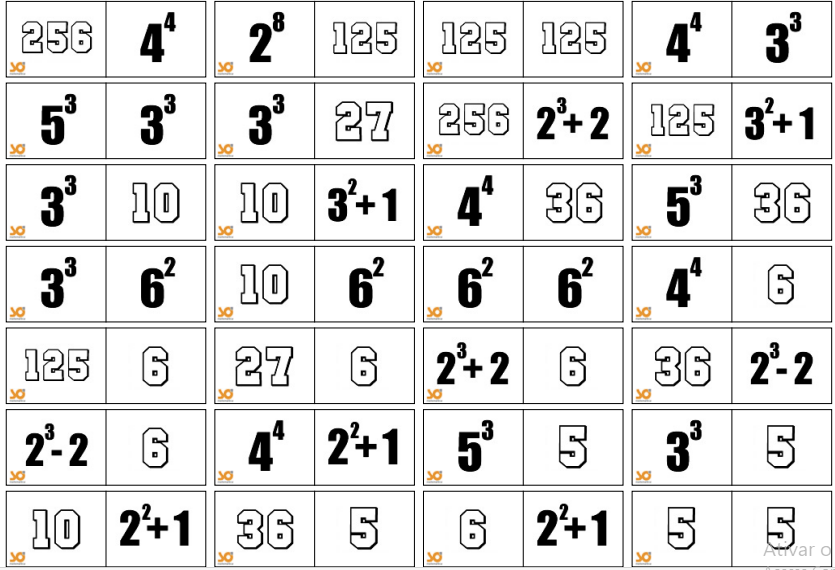 256 4⁴ 2⁸ 125 125 125 4⁴ 3³
5³ 3³ 3³ 27 256 2³+ 2 125 3²+ 1
3³ 10 10 3²+ 1 4⁴ 36 5³ 36
3³ 6² 10 6² 6² 6² 4⁴ 6
125 6 27 6 2³+ 2 6 36 2³- 2
2³- 2 6 4⁴ 2²+ 1 5³ 5 3³ 5
10 2²+ 1 36 5 6 2²+ 1 5 5
Ativar o